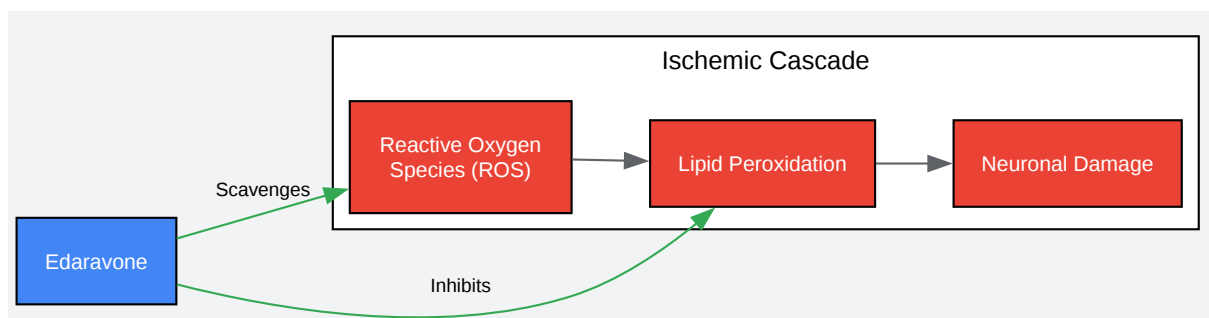 Ischemic Cascade
Reactive Oxygen
Species (ROS)
Lipid Peroxidation
Neuronal Damage
Scavenges
Edaravone
Inhibits